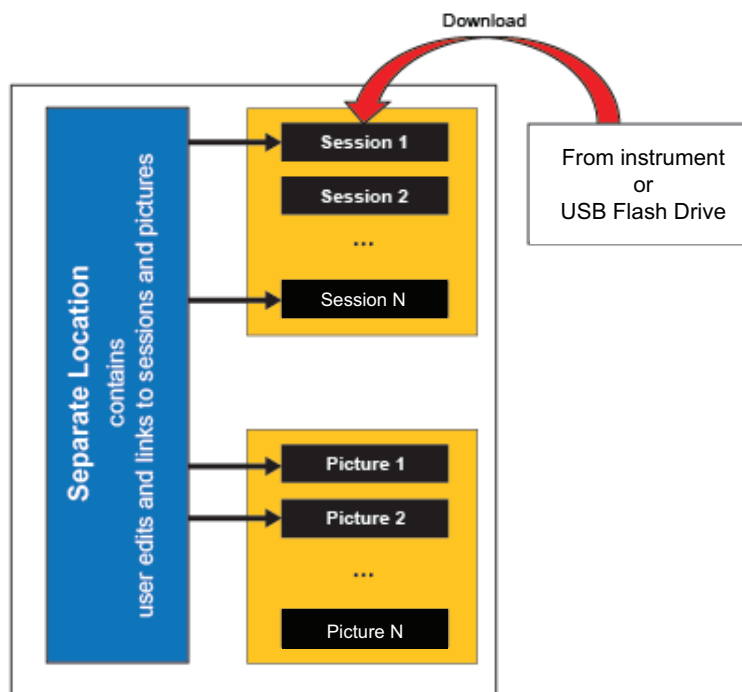 Download
Separate Location
contains
user edits and links to sessions and pictures
Session 1
Session 2
...
Session N
From instrument
or
USB Flash Drive
Picture 1
Picture 2
...
Picture N